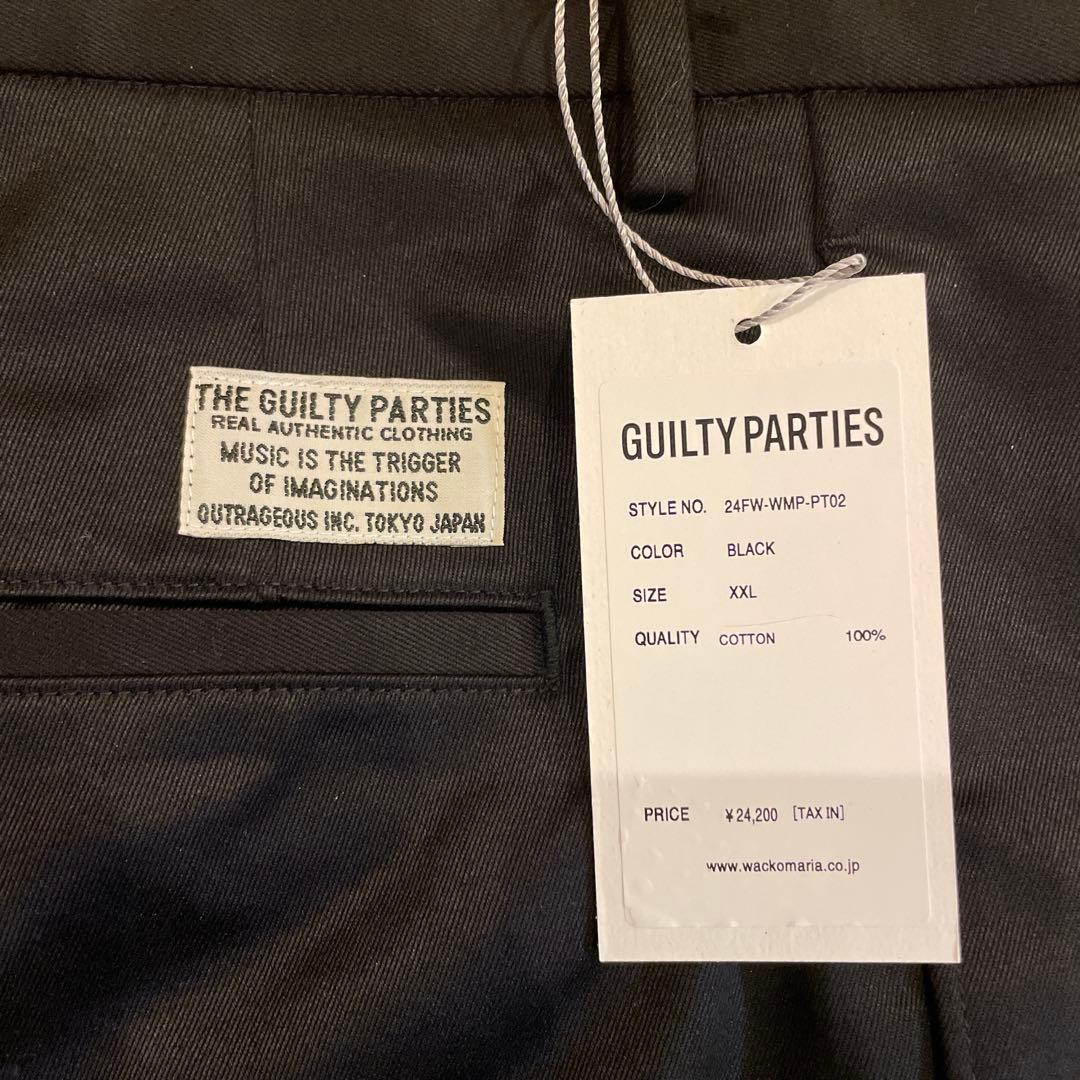 THE GUILTY PARTIES
REAL AUTHENTIC CLOTHING
MUSIC IS THE TRIGGER
OF IMAGINATIONS
OUTRAGEOUS INC. TOKYO JAPAN
GUILTY PARTIES
STYLE NO. 24FW-WMP-PT02
COLOR BLACK
SIZE XXL
QUALITY COTTON 100%
PRICE ¥24,200 [TAX IN]
www.wackomaria.co.jp